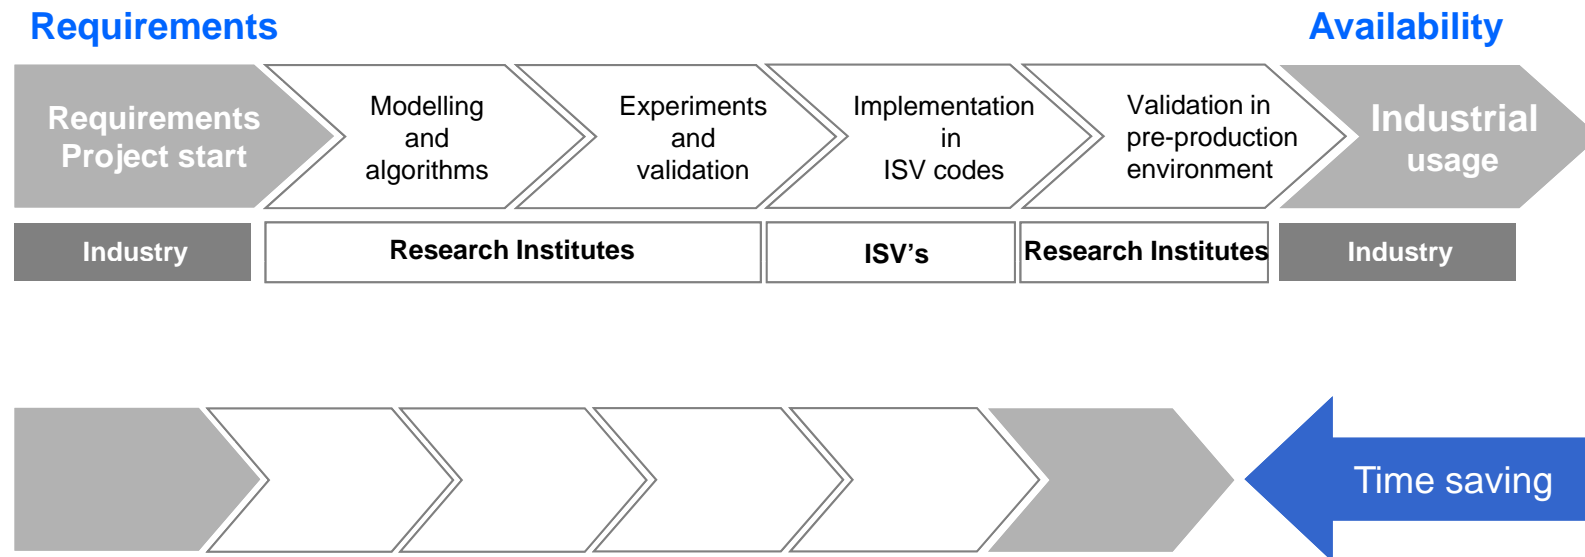 Requirements
Availability
Requirements
Project start
Modelling
and
algorithms
Experiments
and
validation
Implementation
in
ISV codes
Validation in
pre-production
environment
Industrial
usage
Industry
Research Institutes
ISV's
Research Institutes
Industry
Time saving